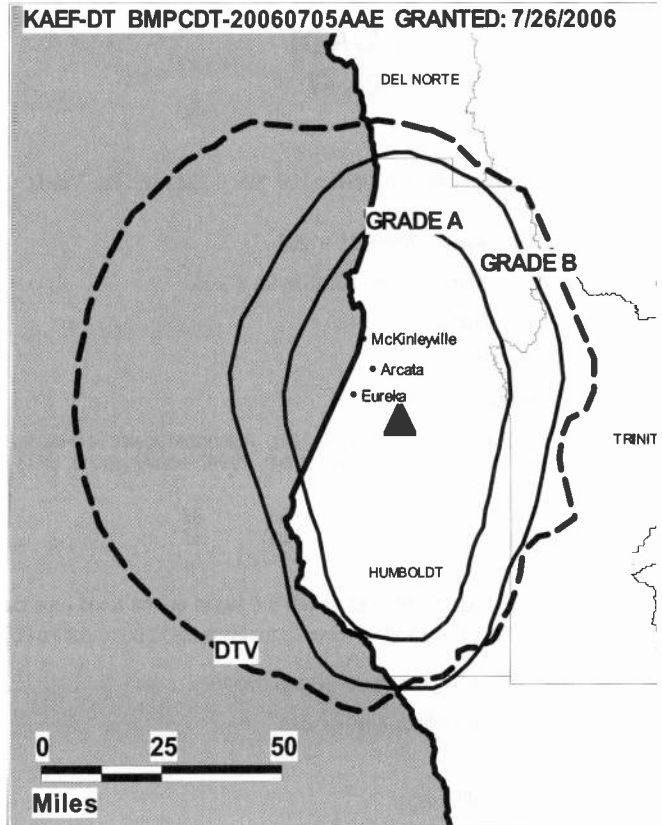 KAEF-DT BMPCDT-20060705AAE GRANTED: 7/26/2006
DEL NORTE
GRADE A
GRADE B
McKinleyville
Arcata
Eureka
TRINIT
HUMBOLDT
DTV
0 25 50
Miles